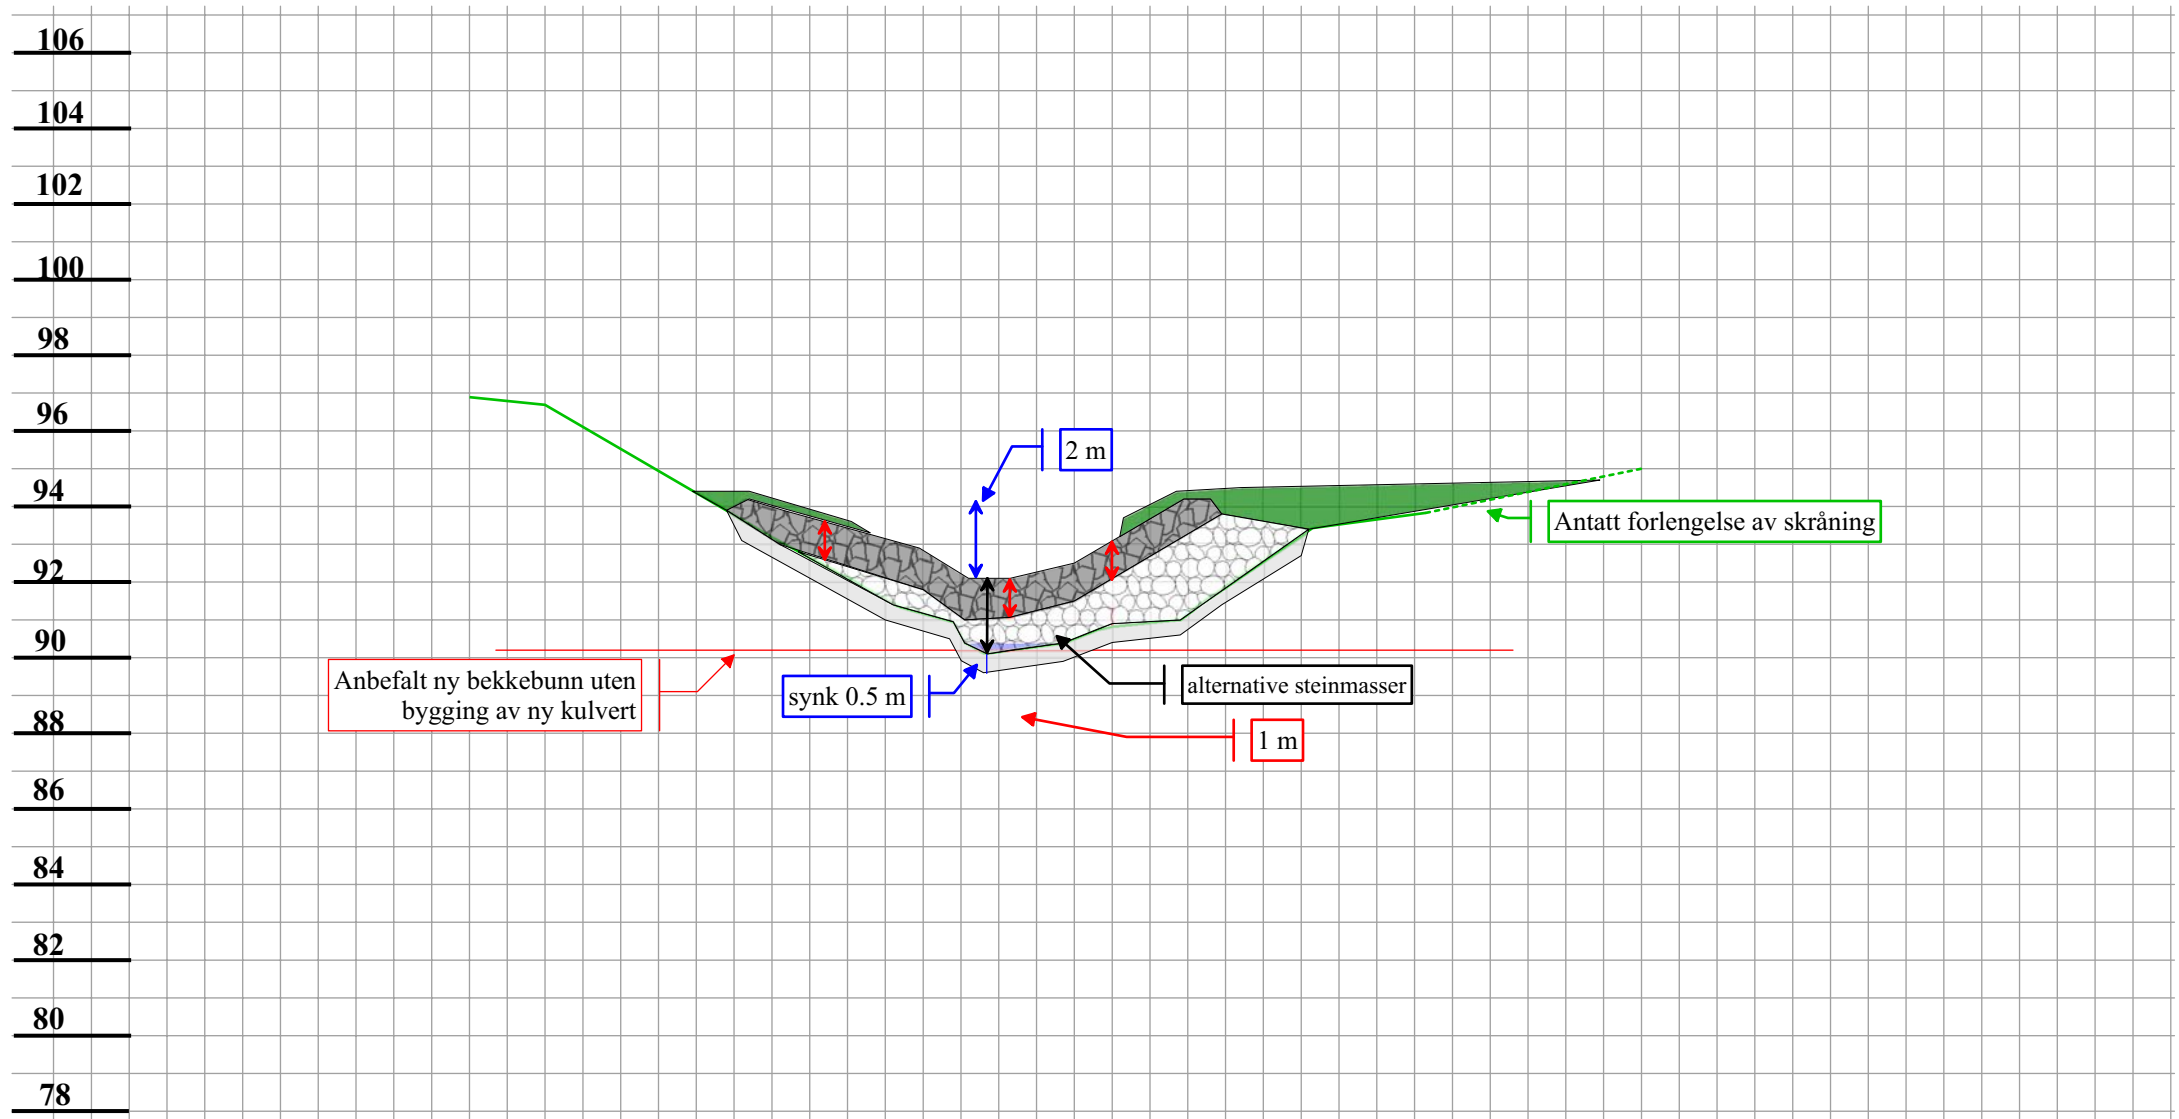 106
104
102
100
98
96
2 m
94
Antatt forlengelse av skråning
92
90
Anbefalt ny bekkebunn uten
bygging av ny kulvert
synk 0.5 m
alternative steinmasser
88
1 m
86
84
82
80
78